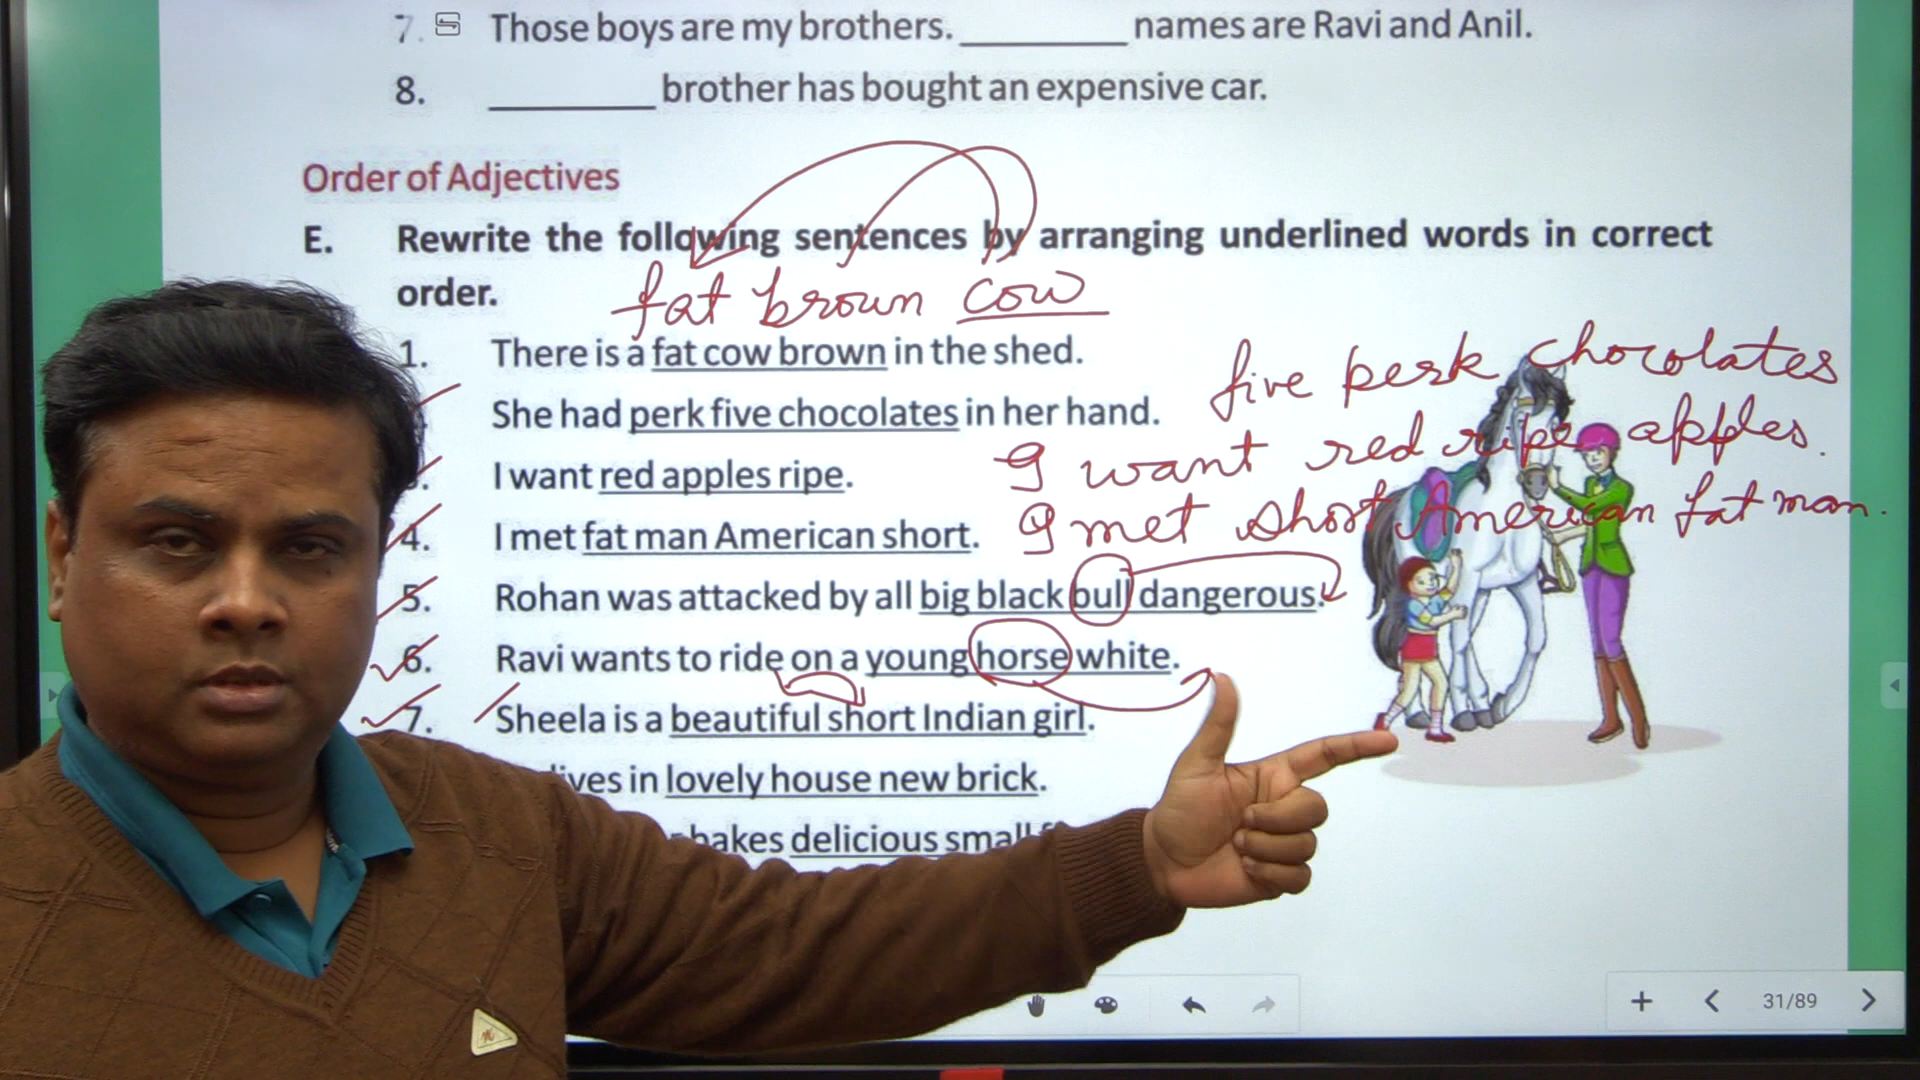 7. Those boys are my brothers. __________ names are Ravi and Anil.
8. __________ brother has bought an expensive car.
Order of Adjectives
E. Rewrite the following sentences by arranging underlined words in correct
order.
fat brown cow
1. There is a fat cow brown in the shed.
five perk chocolates
She had perk five chocolates in her hand.
I want red apples ripe.
I want red ripe apples.
4. I met fat man American short.
I met short American fat man.
5. Rohan was attacked by all big black bull dangerous.
6. Ravi wants to ride on a young horse white.
7. Sheela is a beautiful short Indian girl.
lives in lovely house new brick.
bakes delicious small
31/89